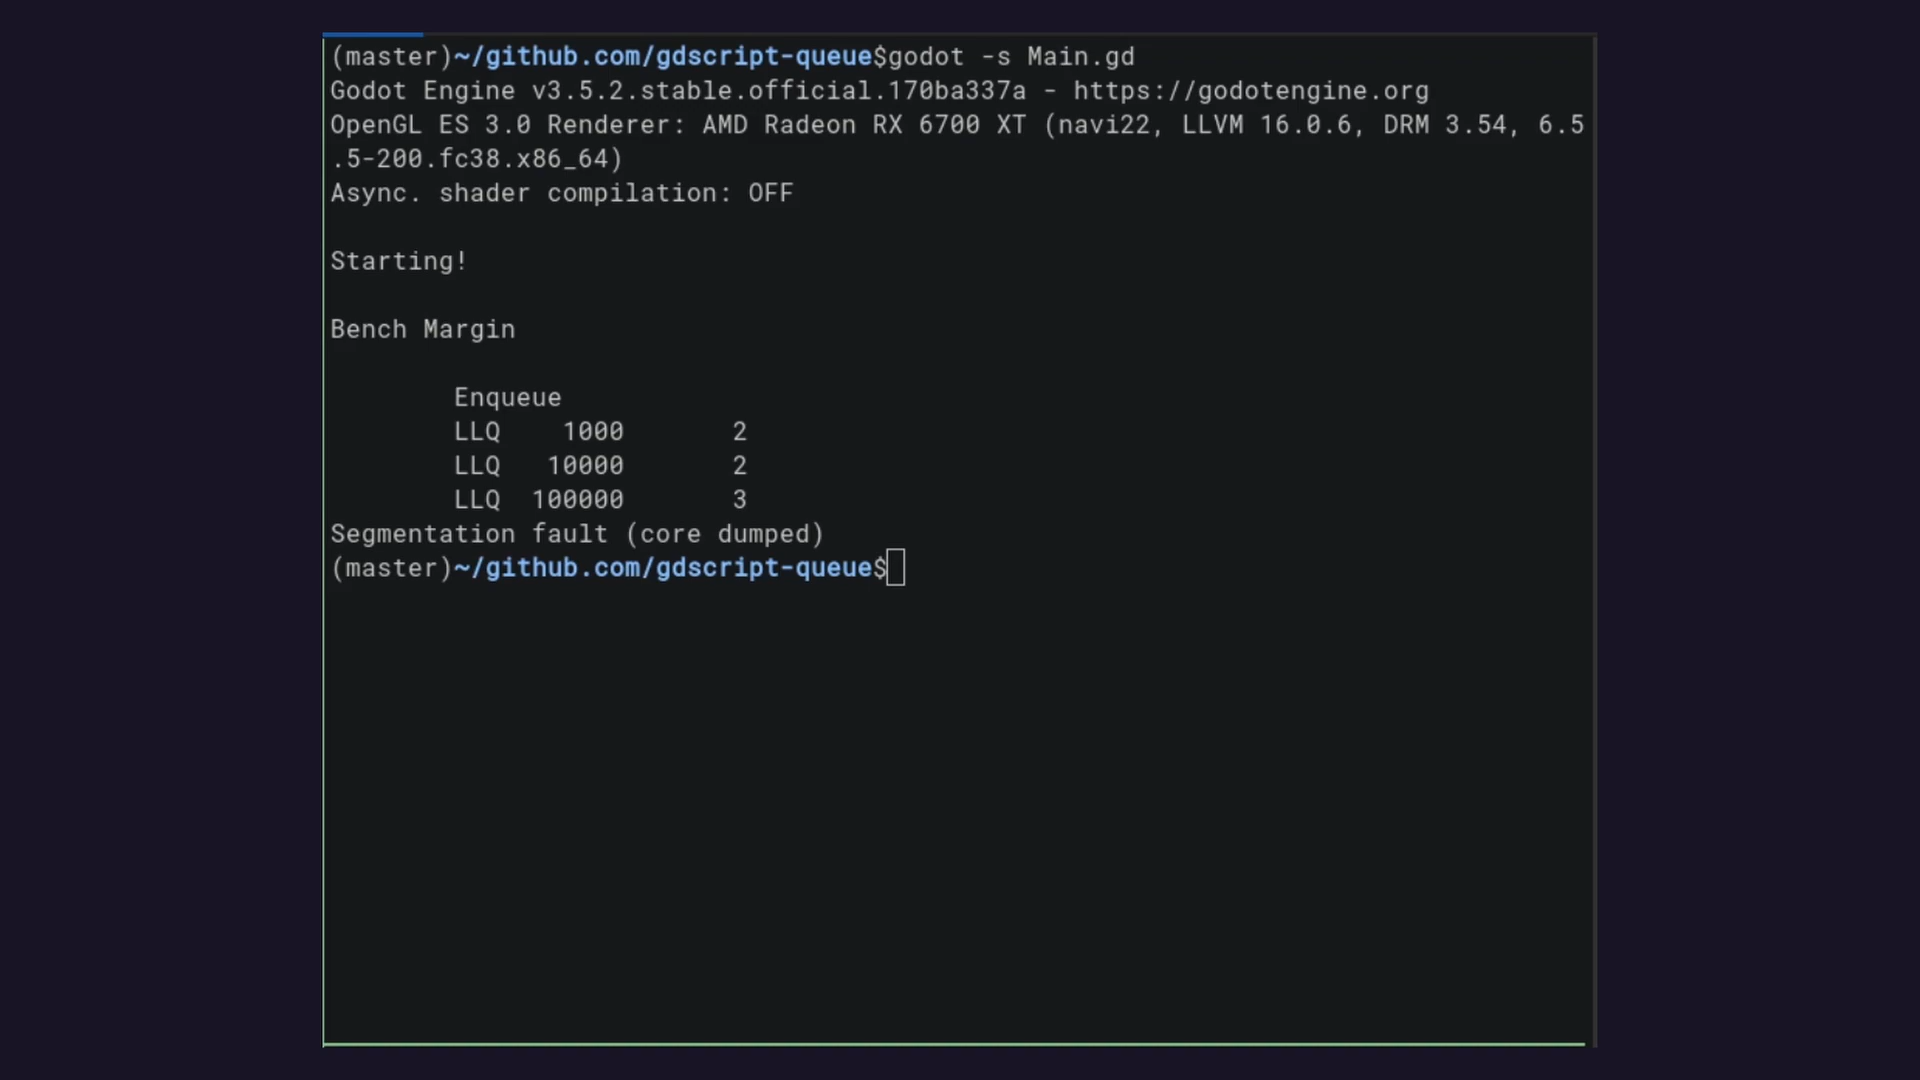 (master)~/github.com/gdscript-queue$godot -s Main.gd
Godot Engine v3.5.2.stable.official.170ba337a - https://godotengine.org
OpenGL ES 3.0 Renderer: AMD Radeon RX 6700 XT (navi22, LLVM 16.0.6, DRM 3.54, 6.5
.5-200.fc38.x86_64)
Async. shader compilation: OFF
Starting!
Bench Margin
Enqueue
LLQ    1000       2
LLQ   10000       2
LLQ  100000       3
Segmentation fault (core dumped)
(master)~/github.com/gdscript-queue$